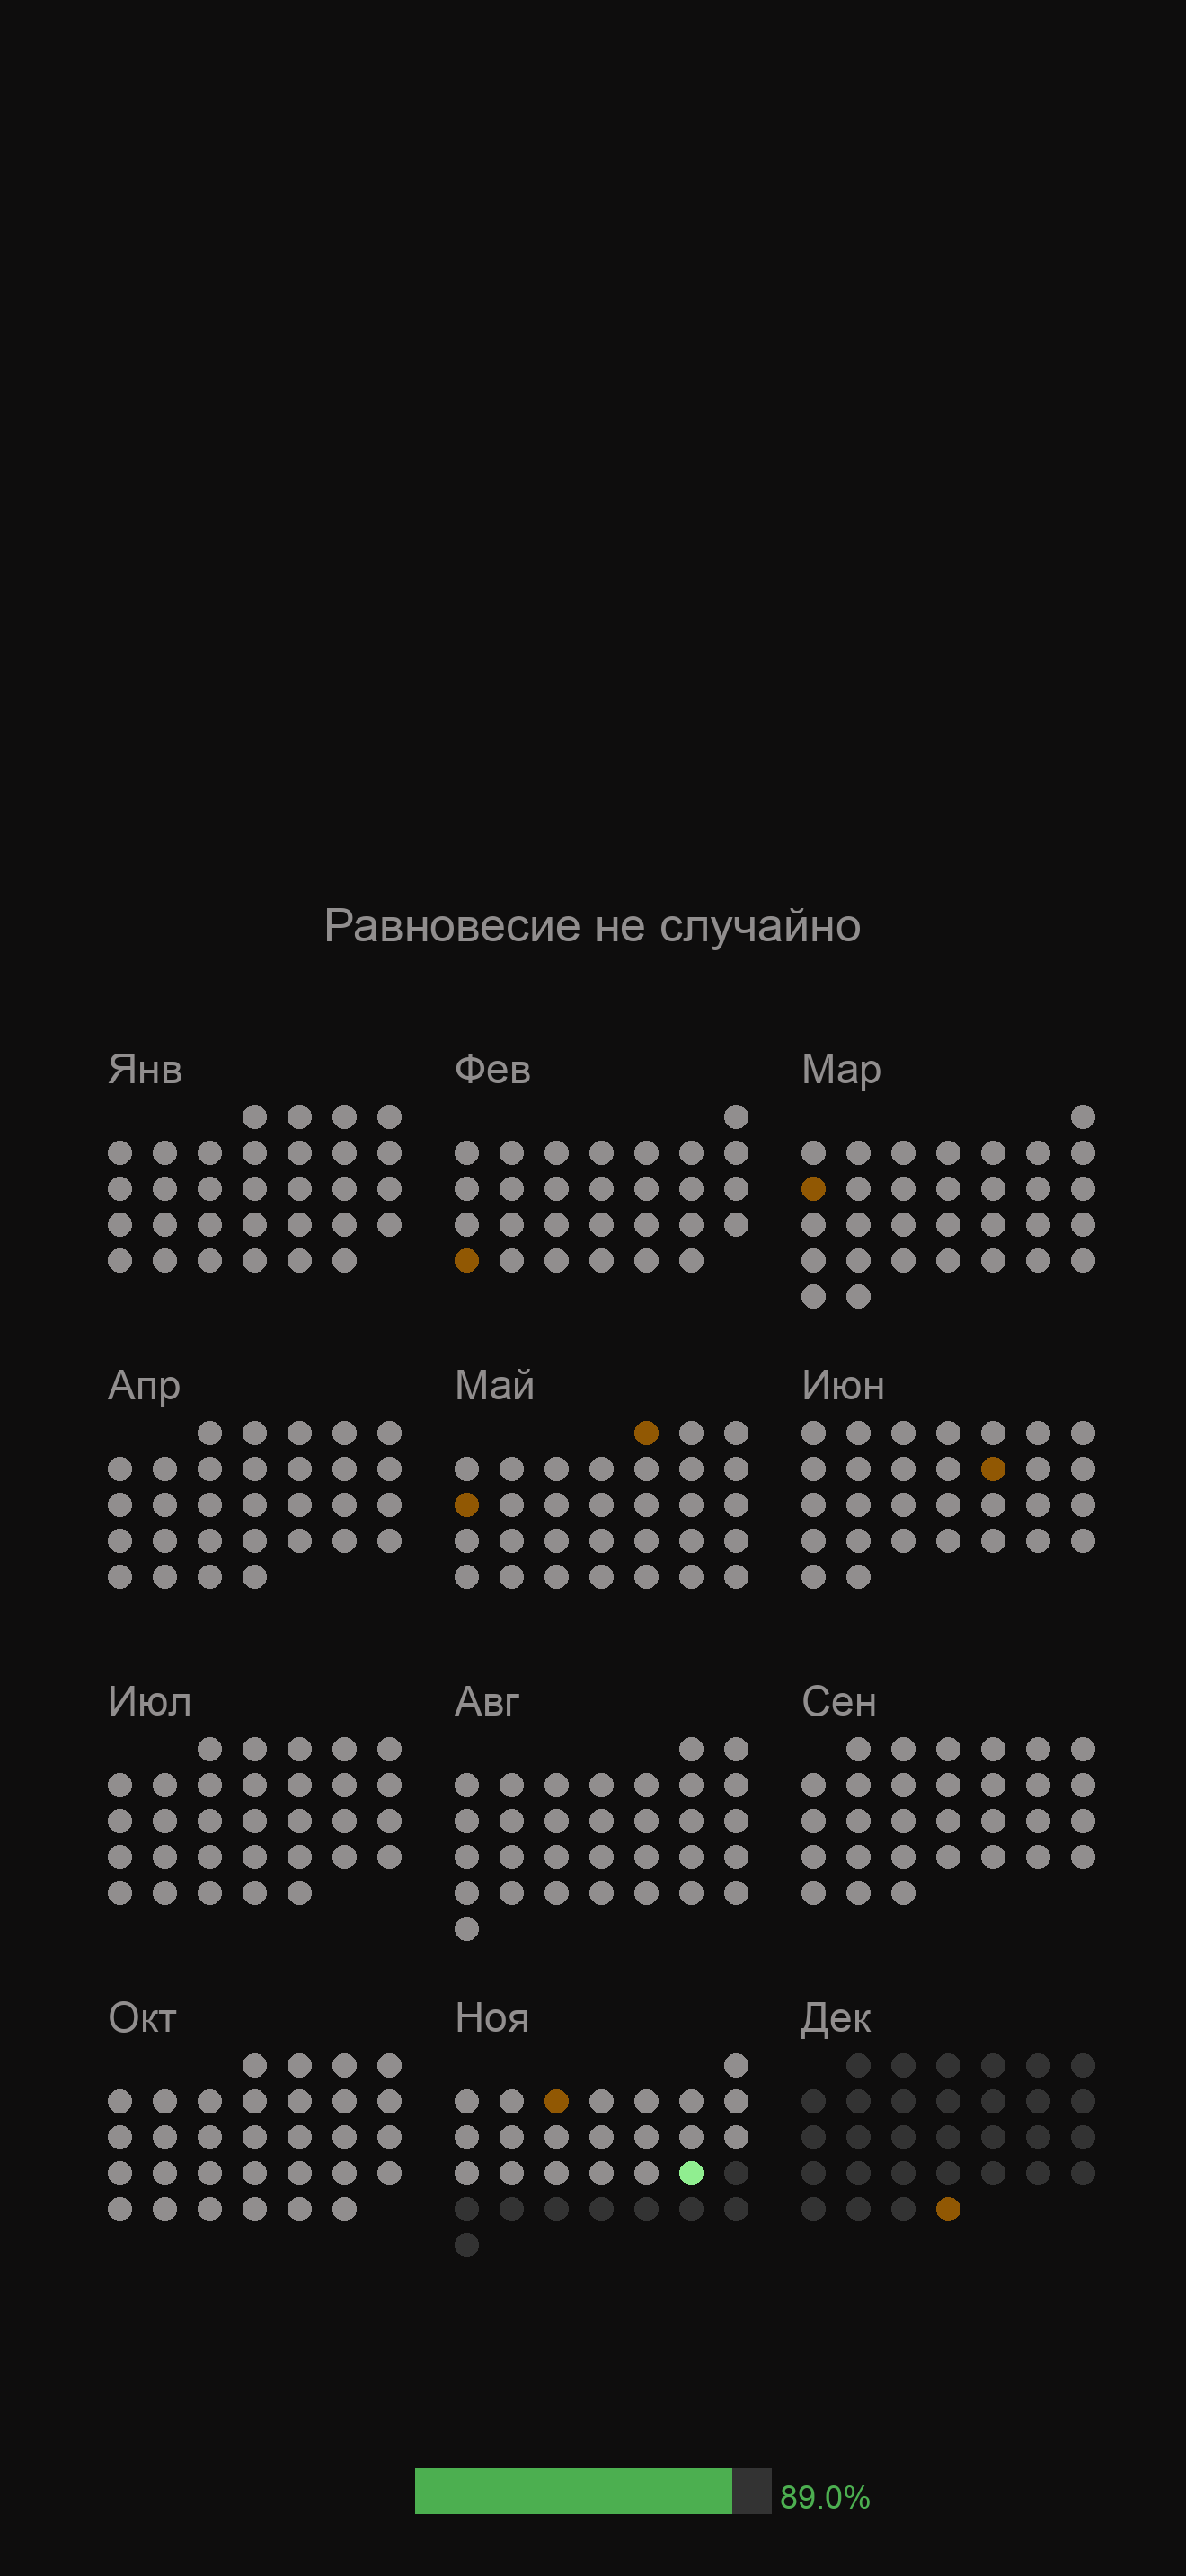 Равновесие не случайно
Янв Фев Мар
Апр Май Июн
Июл Авг Сен
Окт Ноя Дек
89.0%